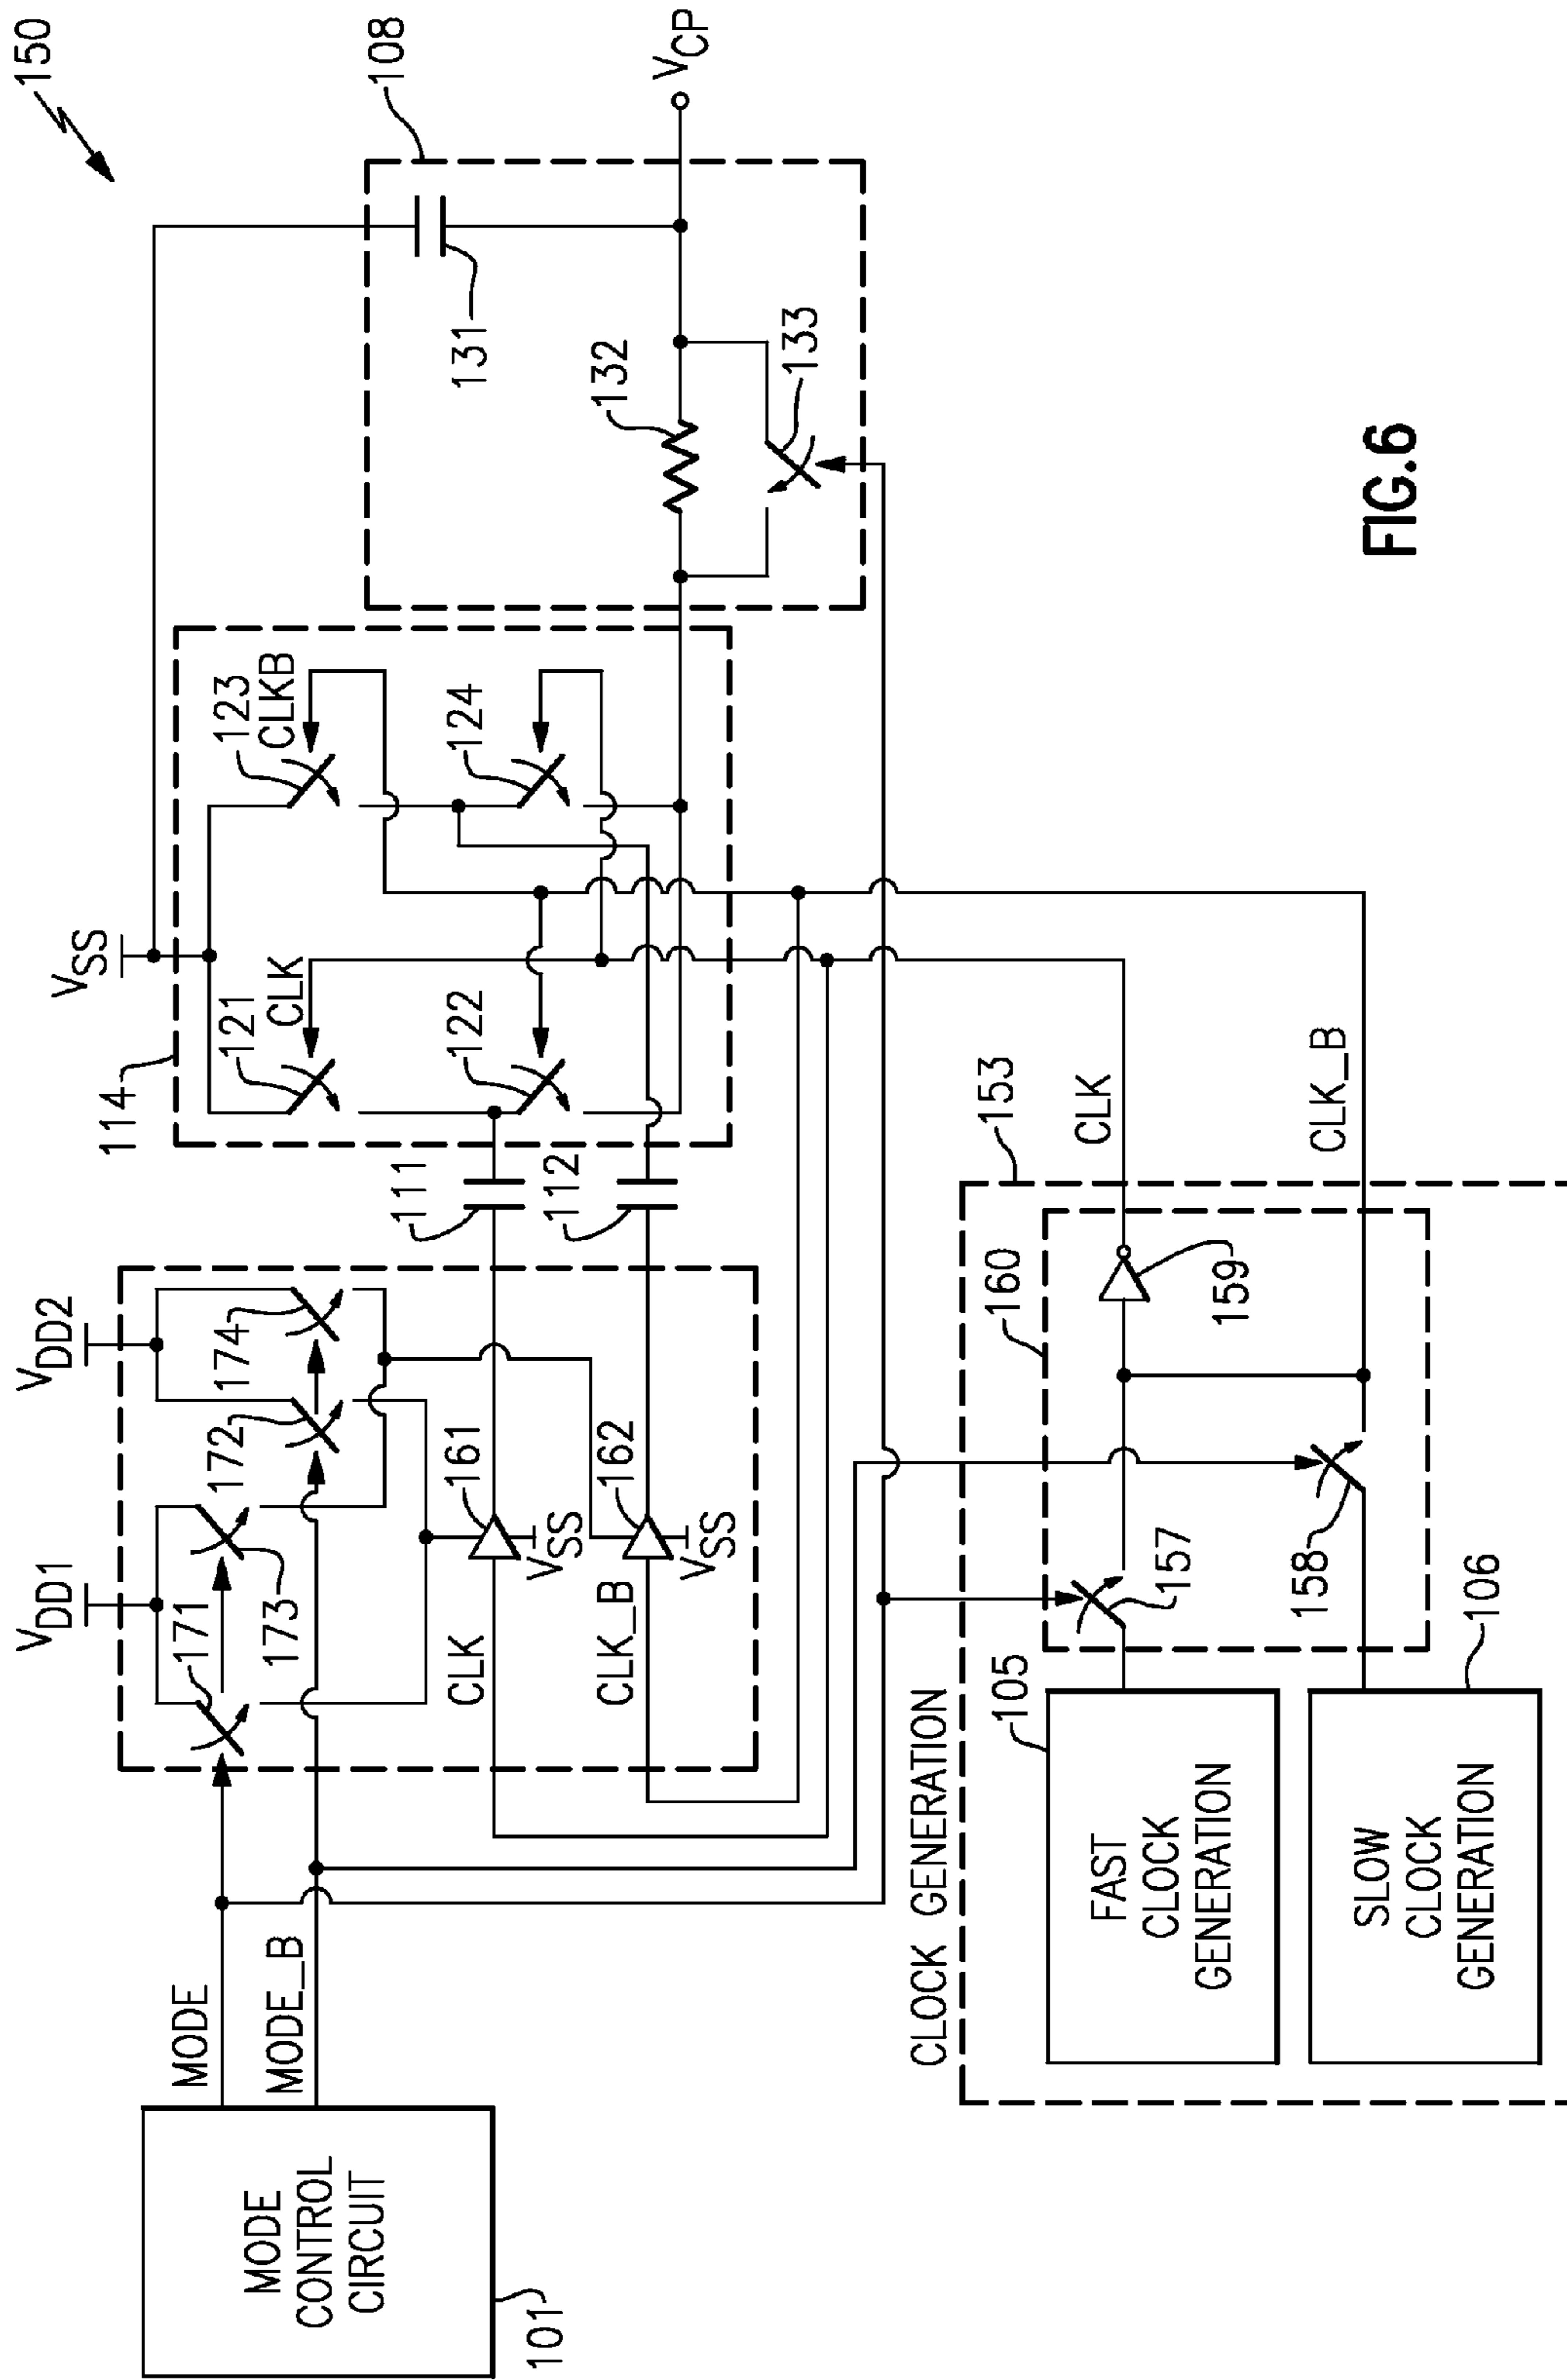 150
MODE
CONTROL
CIRCUIT
101
MODE
MODE_B
VDD1
VDD2
171
173
172
174
CLK
CLK_B
161
162
VSS
VSS
111
112
114
VSS
121
CLK
122
123
CLKB
124
108
131
132
133
VCP
CLOCK GENERATION
153
105
FAST
CLOCK
GENERATION
SLOW
CLOCK
GENERATION
106
157
158
160
159
CLK
CLK_B
FIG.6